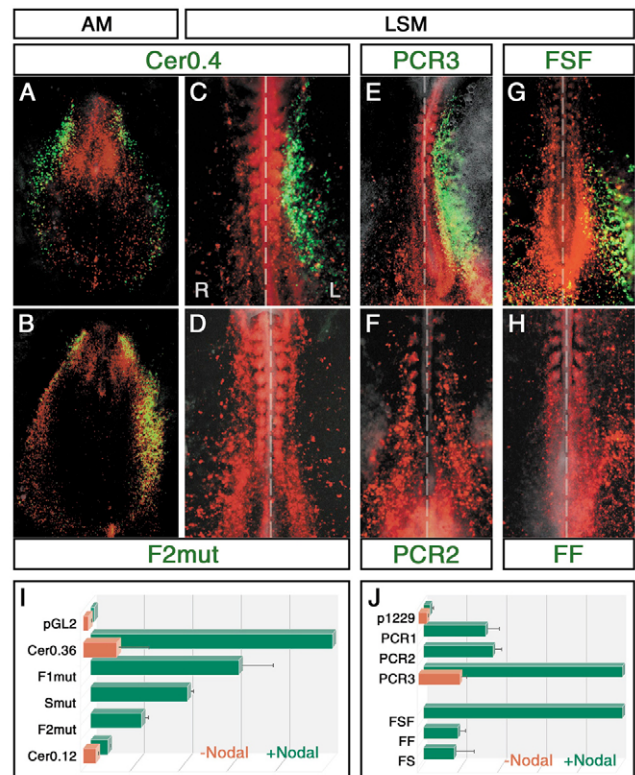 AM LSM
Cer0.4 PCR3 FSF
A C E G
R L
B D F H
F2mut PCR2 FF
I
pGL2
Cer0.36
F1mut
Smut
F2mut
Cer0.12
-Nodal +Nodal
J
p1229
PCR1
PCR2
PCR3
FSF
FF
FS
-Nodal +Nodal